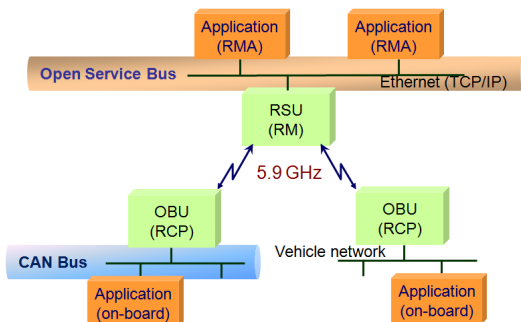 Application
(RMA)
Application
(RMA)
Open Service Bus
Ethernet (TCP/IP)
RSU
(RM)
5.9 GHz
OBU
(RCP)
OBU
(RCP)
CAN Bus
Vehicle network
Application
(on-board)
Application
(on-board)